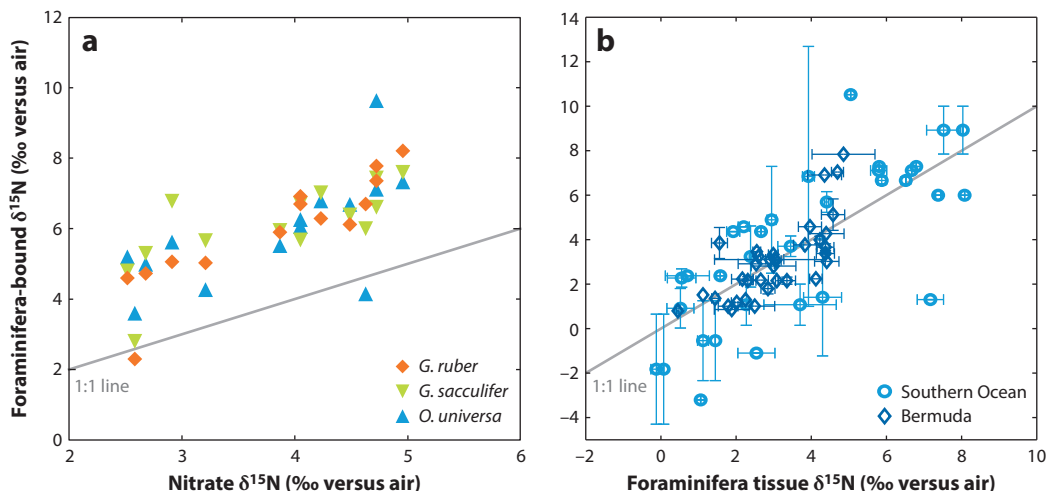 a
Foraminifera-bound δ¹⁵N (‰ versus air)
12
10
8
6
4
2
0
2
3
4
5
6
Nitrate δ¹⁵N (‰ versus air)
1:1 line
G. ruber
G. sacculifer
O. universa
b
14
12
10
8
6
4
2
0
−2
−4
−2
0
2
4
6
8
10
Foraminifera tissue δ¹⁵N (‰ versus air)
1:1 line
Southern Ocean
Bermuda